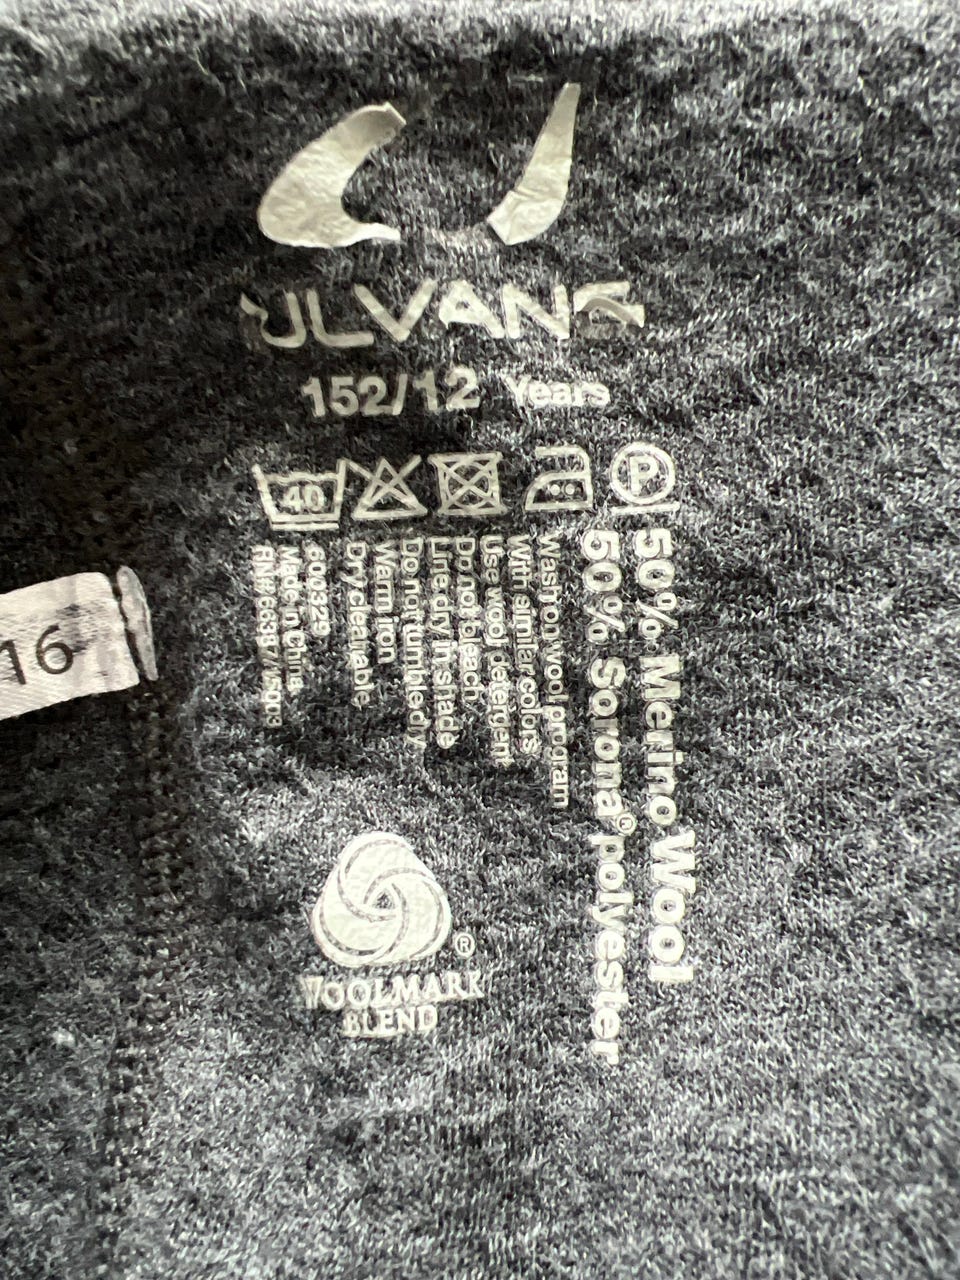 ULVANG
152/12 Years
40
P
50% Merino Wool
50% Soroma® polyester
Wash on wool program
With similar colors
Use wool detergent
Do not bleach
Line dry in shade
Do not tumble dry
Warm iron
Dry cleanable
600329
Made in China
16
®
WOOLMARK
BLEND